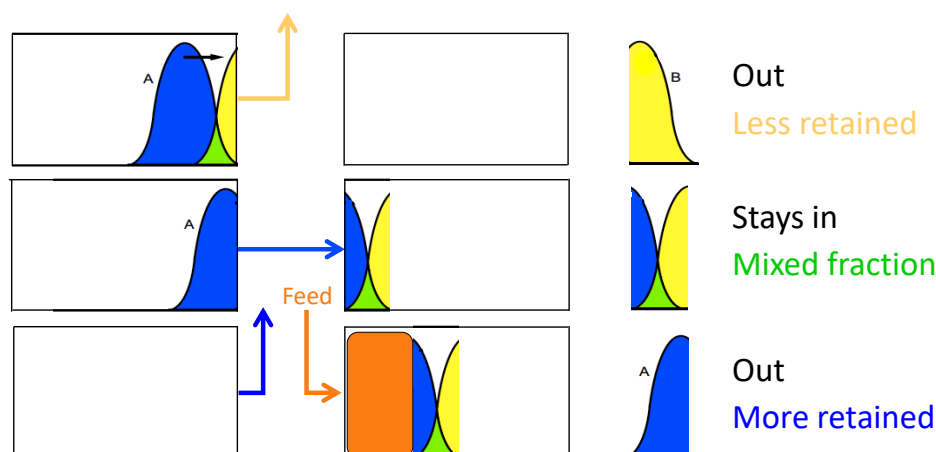 A
B
Out
Less retained
A
Stays in
Mixed fraction
Feed
A
Out
More retained